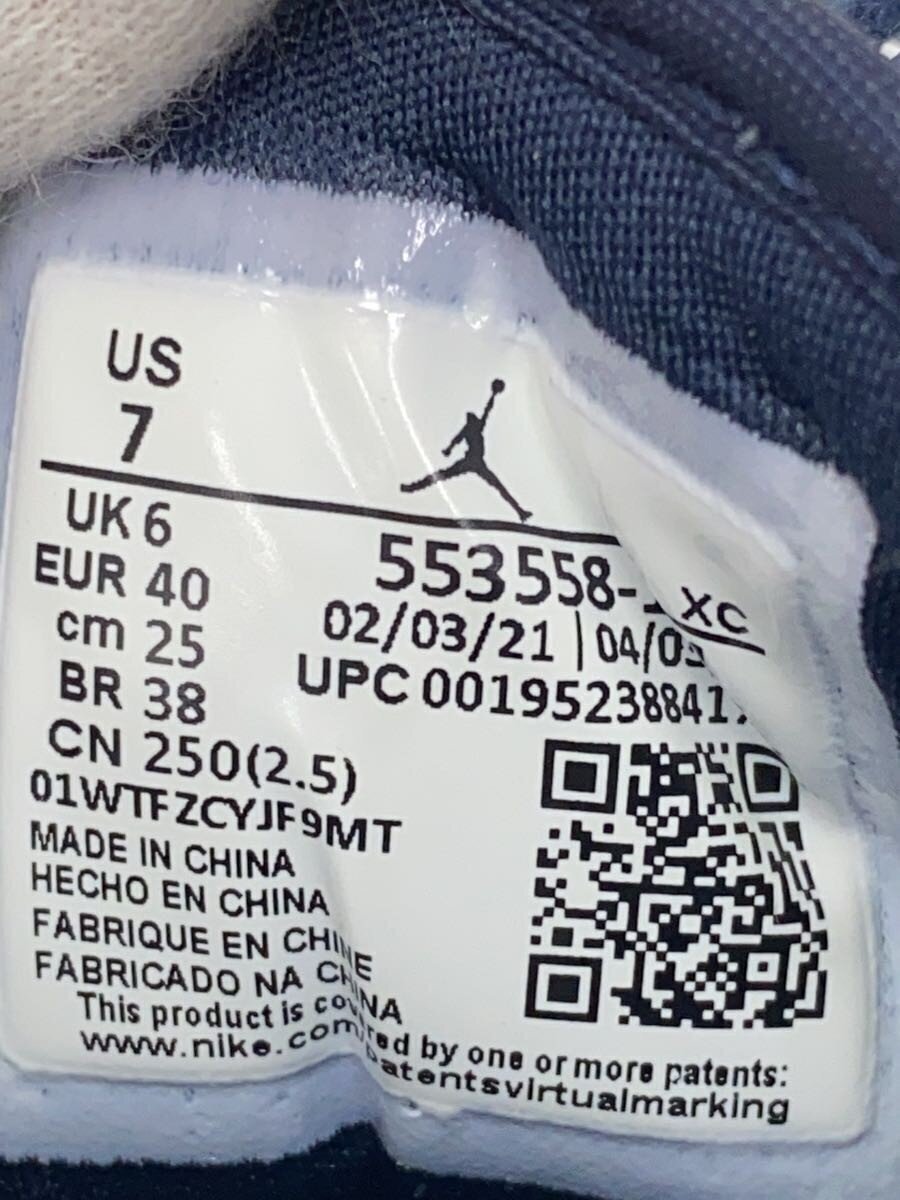 US
7
UK 6
EUR 40
cm 25
BR 38
CN 250(2.5)
01WTFZCYJF9MT
MADE IN CHINA
HECHO EN CHINA
FABRIQUE EN CHINE
FABRICADO NA CHINA
This product is covered by one or more patents:
www.nike.com/patentsvirtualmarking
XC
02/03/21
UPC